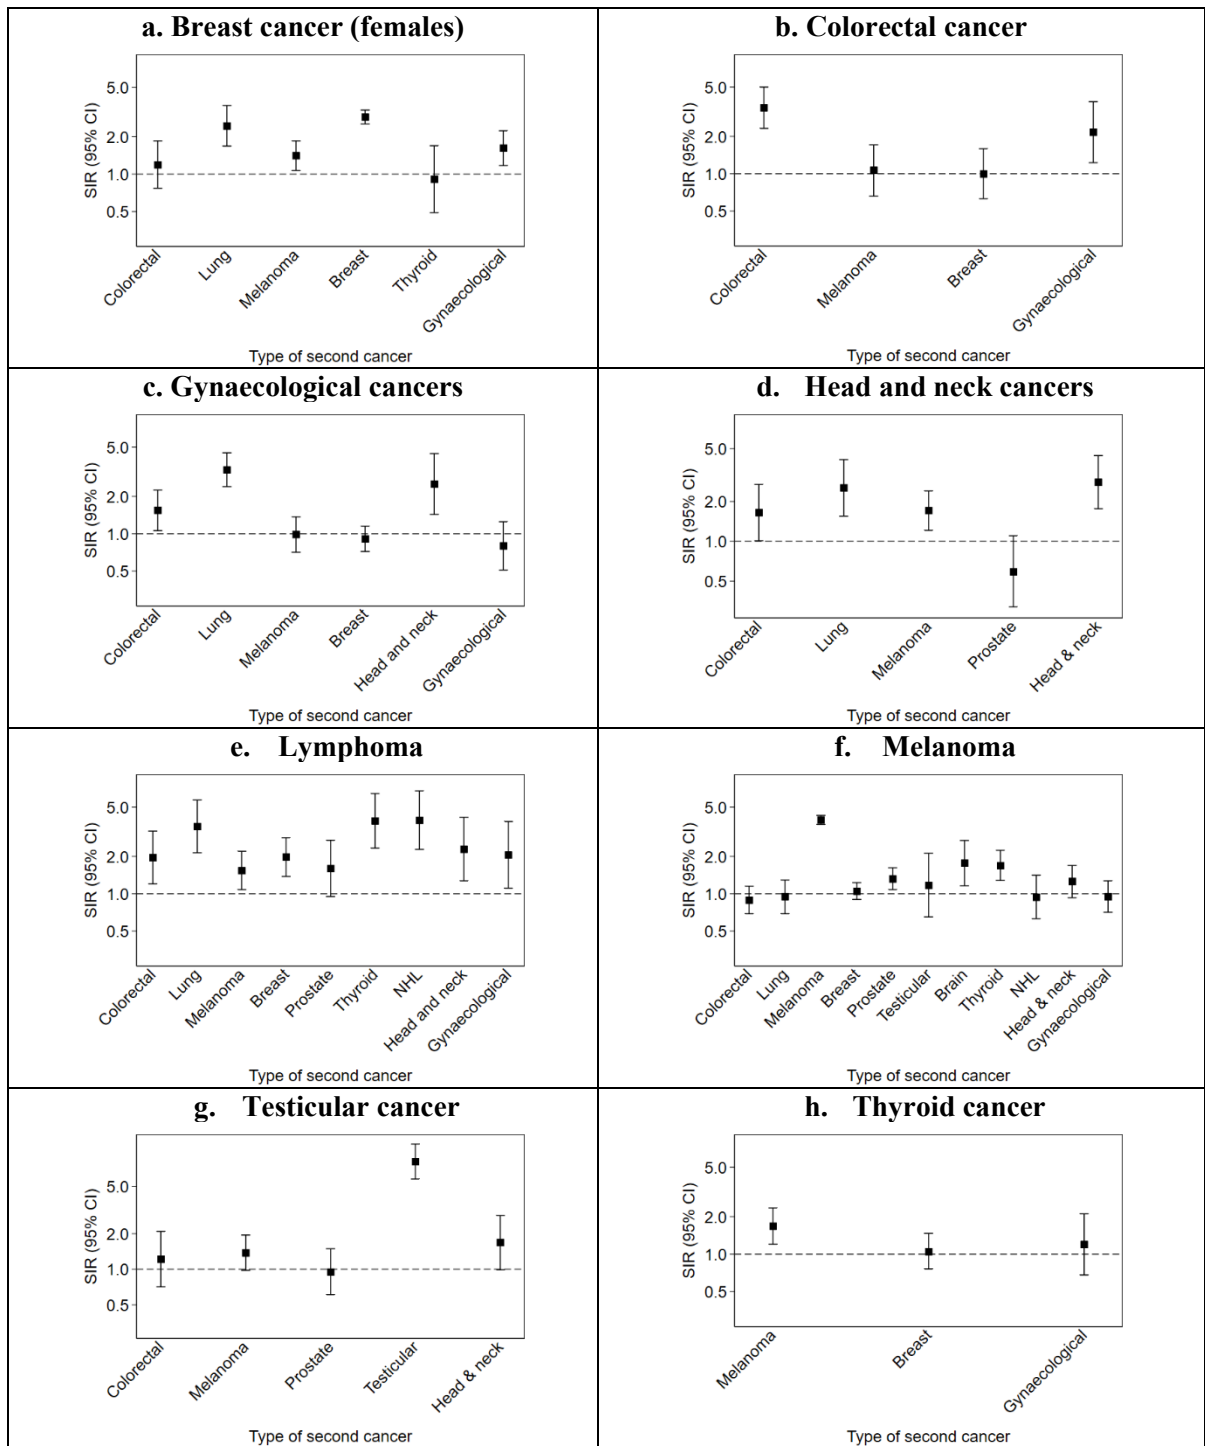 a. Breast cancer (females)
SIR (95% CI)
5.0
2.0
1.0
0.5
Colorectal
Lung
Melanoma
Breast
Thyroid
Gynaecological
Type of second cancer
b. Colorectal cancer
SIR (95% CI)
5.0
2.0
1.0
0.5
Colorectal
Melanoma
Breast
Gynaecological
Type of second cancer
c. Gynaecological cancers
SIR (95% CI)
5.0
2.0
1.0
0.5
Colorectal
Lung
Melanoma
Breast
Head and neck
Gynaecological
Type of second cancer
d. Head and neck cancers
SIR (95% CI)
5.0
2.0
1.0
0.5
Colorectal
Lung
Melanoma
Prostate
Head & neck
Type of second cancer
e. Lymphoma
SIR (95% CI)
5.0
2.0
1.0
0.5
Colorectal
Lung
Melanoma
Breast
Prostate
Thyroid
NHL
Head and neck
Gynaecological
Type of second cancer
f. Melanoma
SIR (95% CI)
5.0
2.0
1.0
0.5
Colorectal
Lung
Melanoma
Breast
Prostate
Testicular
Brain
Thyroid
NHL
Head & neck
Gynaecological
Type of second cancer
g. Testicular cancer
SIR (95% CI)
5.0
2.0
1.0
0.5
Colorectal
Melanoma
Prostate
Testicular
Head & neck
Type of second cancer
h. Thyroid cancer
SIR (95% CI)
5.0
2.0
1.0
0.5
Melanoma
Breast
Gynaecological
Type of second cancer